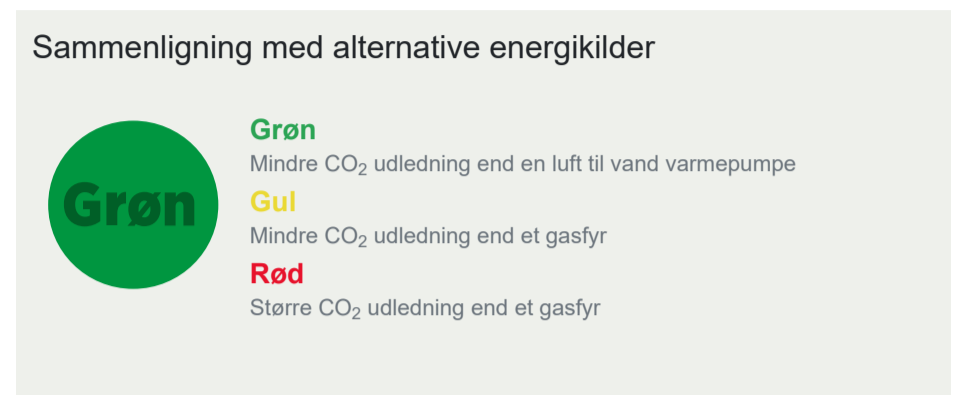 Sammenligning med alternative energikilder
Grøn
Grøn
Mindre CO₂ udledning end en luft til vand varmepumpe
Gul
Mindre CO₂ udledning end et gasfyr
Rød
Større CO₂ udledning end et gasfyr